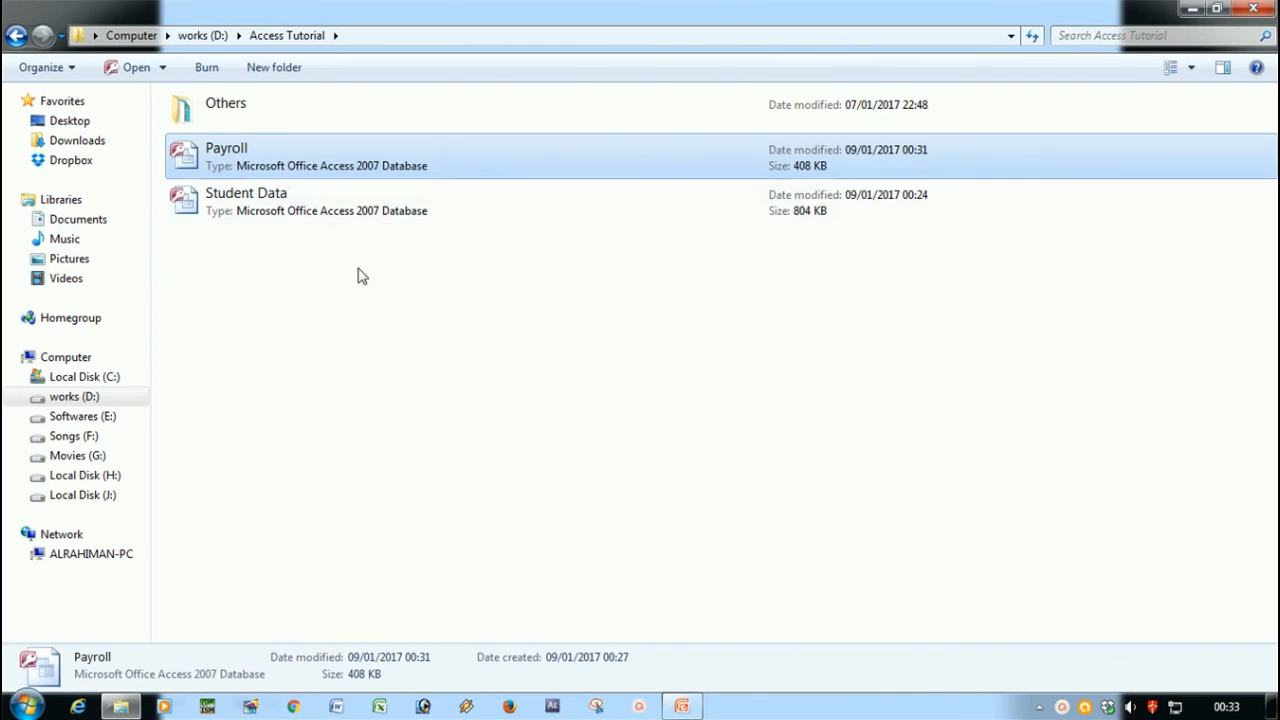 Computer works (D:) Access Tutorial
Search Access Tutorial
Organize Open Burn New folder
Favorites
Desktop
Downloads
Dropbox
Libraries
Documents
Music
Pictures
Videos
Homegroup
Computer
Local Disk (C:)
works (D:)
Softwares (E:)
Songs (F:)
Movies (G:)
Local Disk (H:)
Local Disk (J:)
Network
ALRAHIMAN-PC
Others
Date modified: 07/01/2017 22:48
Payroll
Date modified: 09/01/2017 00:31
Type: Microsoft Office Access 2007 Database
Size: 408 KB
Student Data
Date modified: 09/01/2017 00:24
Type: Microsoft Office Access 2007 Database
Size: 804 KB
Payroll
Date modified: 09/01/2017 00:31
Date created: 09/01/2017 00:27
Microsoft Office Access 2007 Database
Size: 408 KB
00:33